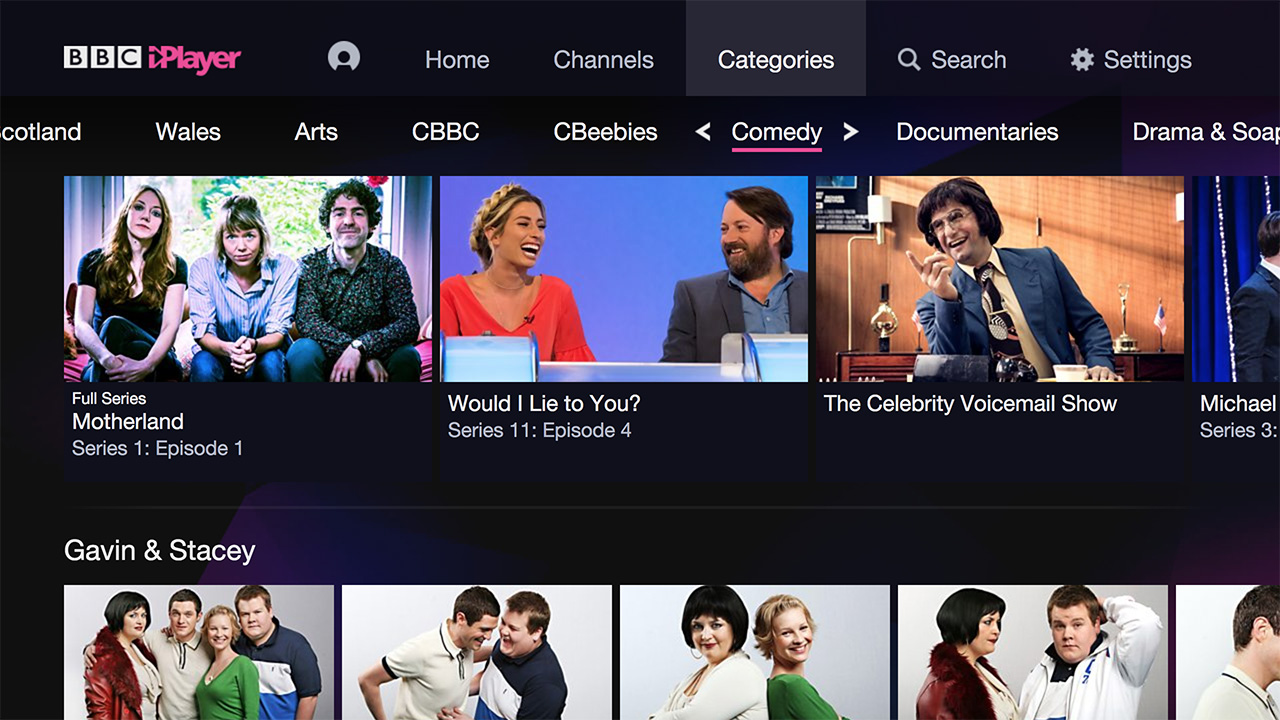 BBC iPlayer
Home
Channels
Categories
Search
Settings
cotland
Wales
Arts
CBBC
CBeebies
< Comedy >
Documentaries
Drama & Soap
Full Series
Motherland
Series 1: Episode 1
Would I Lie to You?
Series 11: Episode 4
The Celebrity Voicemail Show
Michael
Series 3:
Gavin & Stacey